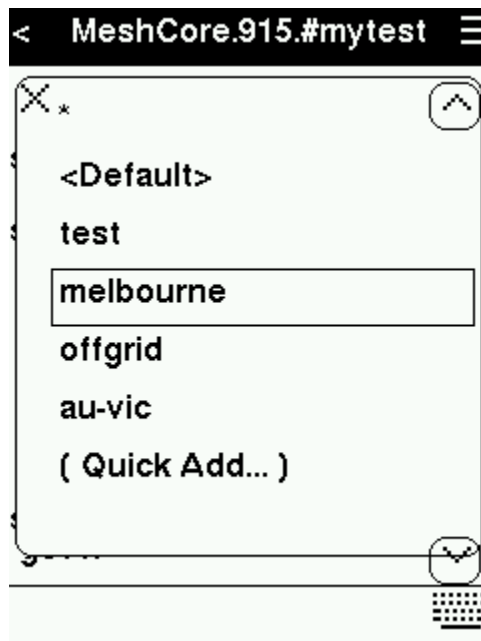 < MeshCore.915.#mytest
*
<Default>
test
melbourne
offgrid
au-vic
( Quick Add... )